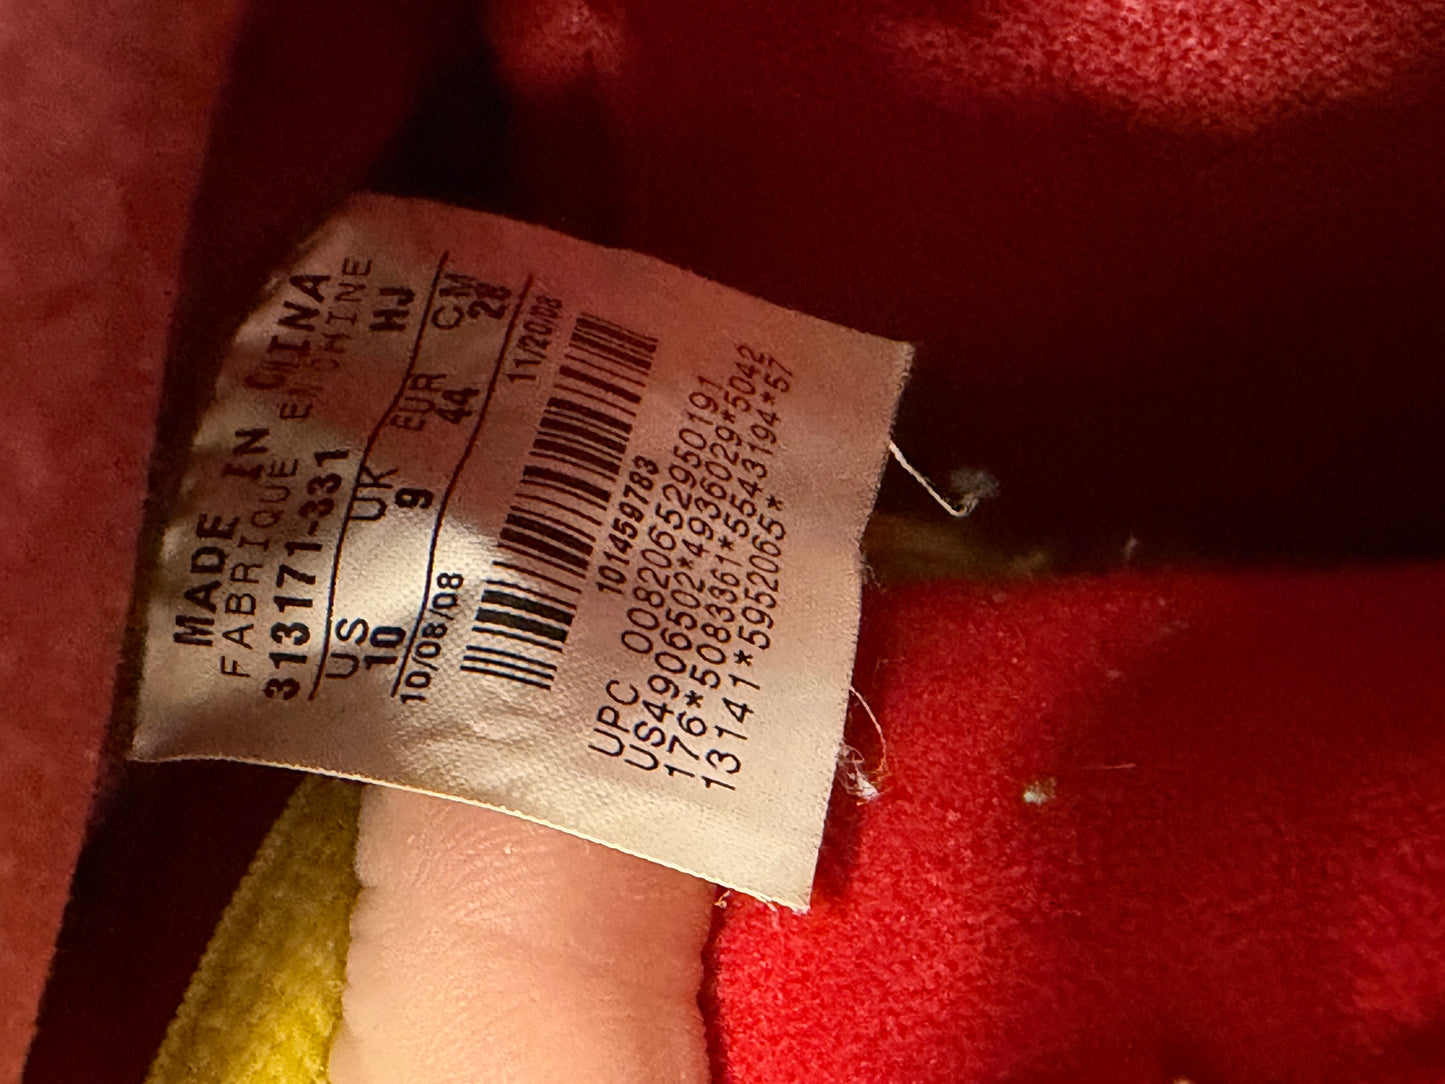 MADE IN CHINA
FABRIQUE EN CHINE
313171-331 HJ
US UK EUR CM
10 9 44 28
10/08/08 11/20/08
101459783
UPC 00820652950191
US4906502*4936029*5042
176*5083361*5543194*57
13141*5952065*